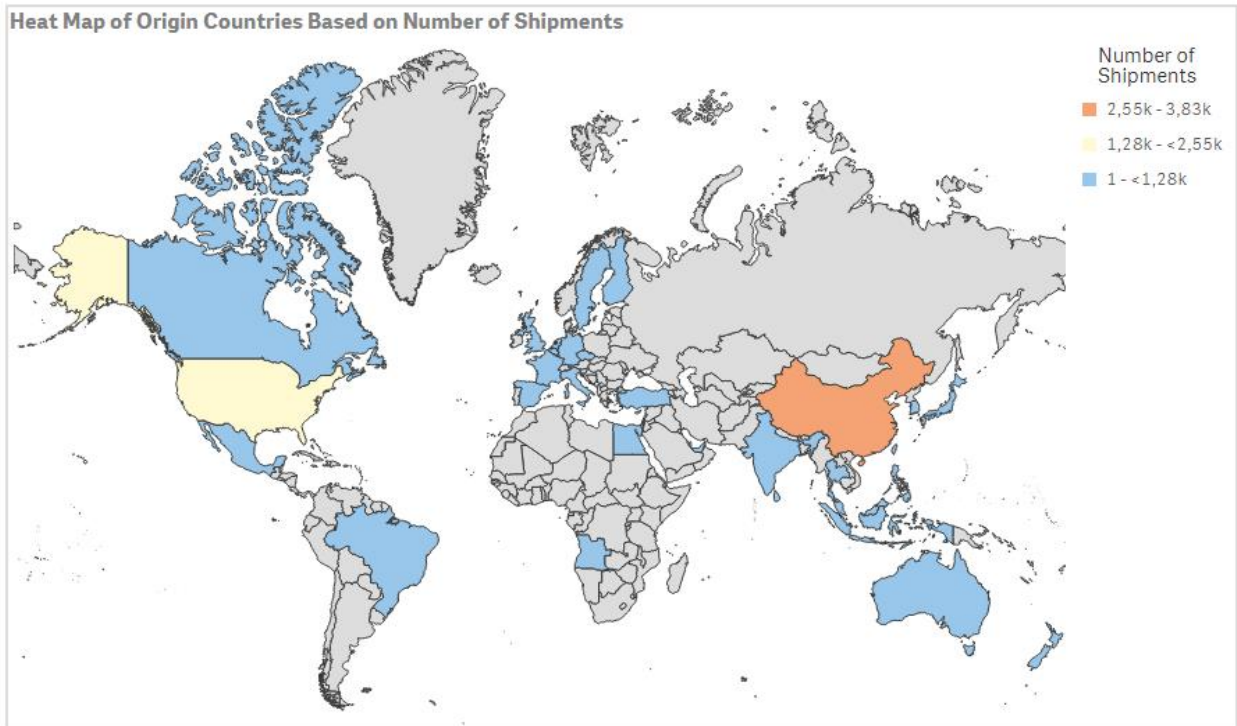 Heat Map of Origin Countries Based on Number of Shipments
Number of
Shipments
2,55k - 3,83k
1,28k - <2,55k
1 - <1,28k